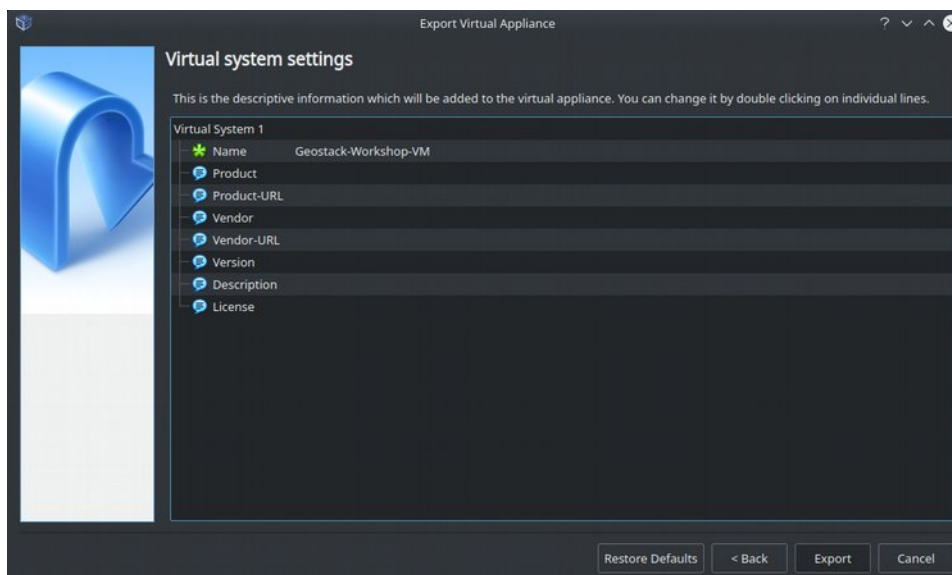 Export Virtual Appliance
?
Virtual system settings
This is the descriptive information which will be added to the virtual appliance. You can change it by double clicking on individual lines.
Virtual System 1
Name Geostack-Workshop-VM
Product
Product-URL
Vendor
Vendor-URL
Version
Description
License
Restore Defaults < Back Export Cancel